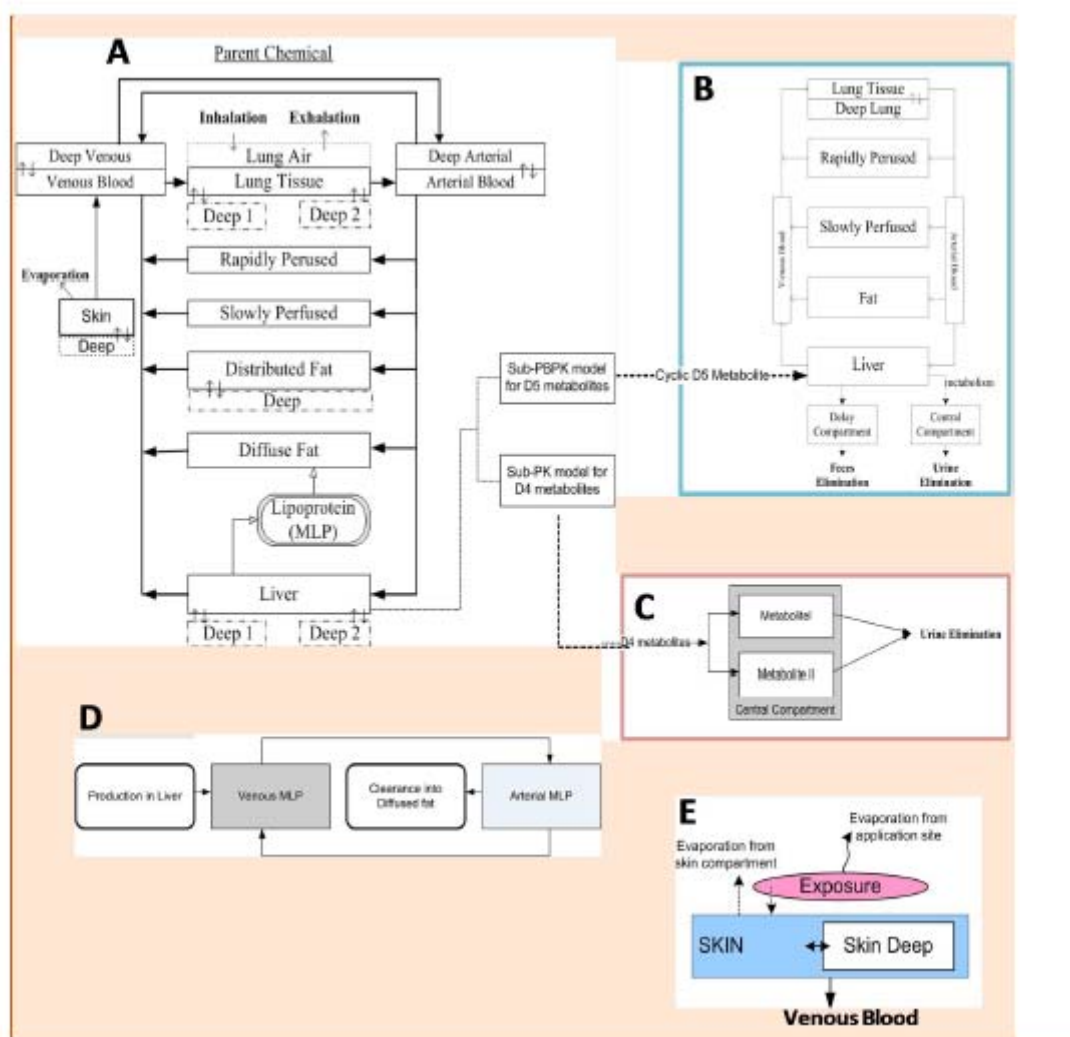 A
Parent Chemical
Inhalation Exhalation
Deep Venous
Venous Blood
Lung Air
Lung Tissue
Deep Arterial
Arterial Blood
Deep 1
Deep 2
Rapidly Perused
Evaporation
Skin
Deep
Slowly Perfused
Distributed Fat
Deep
Diffuse Fat
Lipoprotein
(MLP)
Liver
Deep 1
Deep 2
Sub-PBPK model
for D5 metabolites
Sub-PK model for
D4 metabolites
Cyclic D5 Metabolite
B
Lung Tissue
Deep Lung
Rapidly Perused
Slowly Perfused
Venous Blood
Arterial Blood
Fat
Liver
metabolism
Delay
Compartment
Central
Compartment
Feces
Elimination
Urine
Elimination
C
D4 metabolites
MetaboliteI
Metabolite II
Central Compartment
Urine Elimination
D
Production in Liver
Venous MLP
Clearance into
Diffused fat
Arterial MLP
E
Evaporation from
application site
Evaporation from
skin compartment
Exposure
SKIN
Skin Deep
Venous Blood